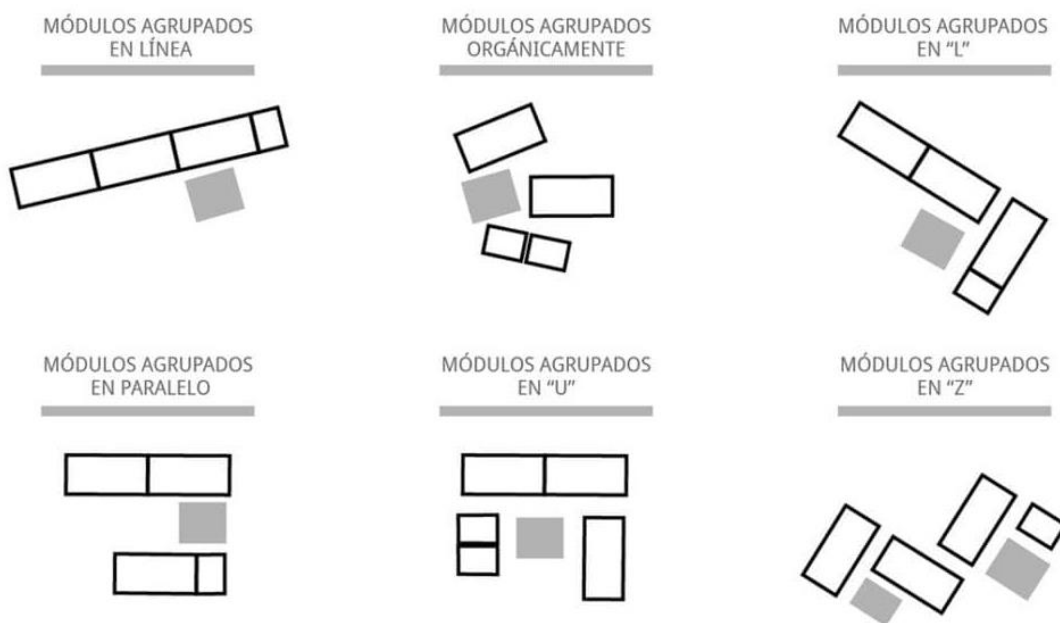 MÓDULOS AGRUPADOS
EN LÍNEA
MÓDULOS AGRUPADOS
ORGÁNICAMENTE
MÓDULOS AGRUPADOS
EN “L”
MÓDULOS AGRUPADOS
EN PARALELO
MÓDULOS AGRUPADOS
EN “U”
MÓDULOS AGRUPADOS
EN “Z”